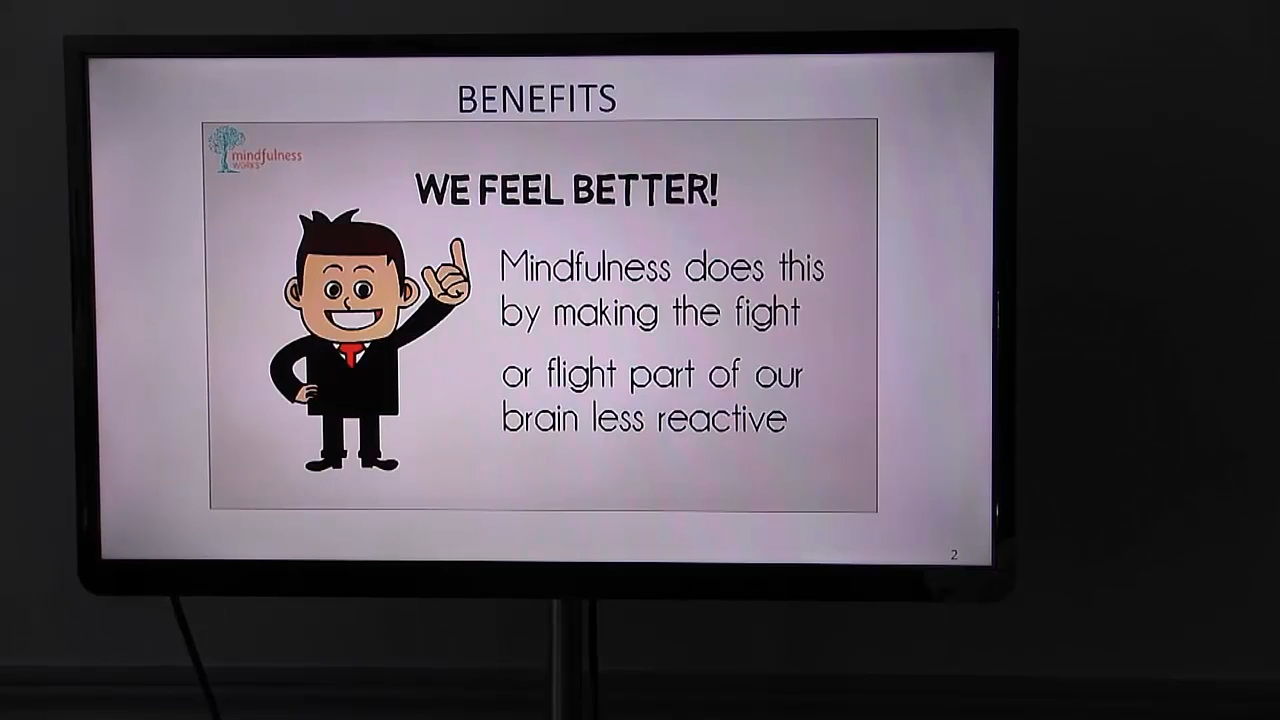 BENEFITS
mindfulness
WORKS
WE FEEL BETTER!
Mindfulness does this
by making the fight
or flight part of our
brain less reactive
2